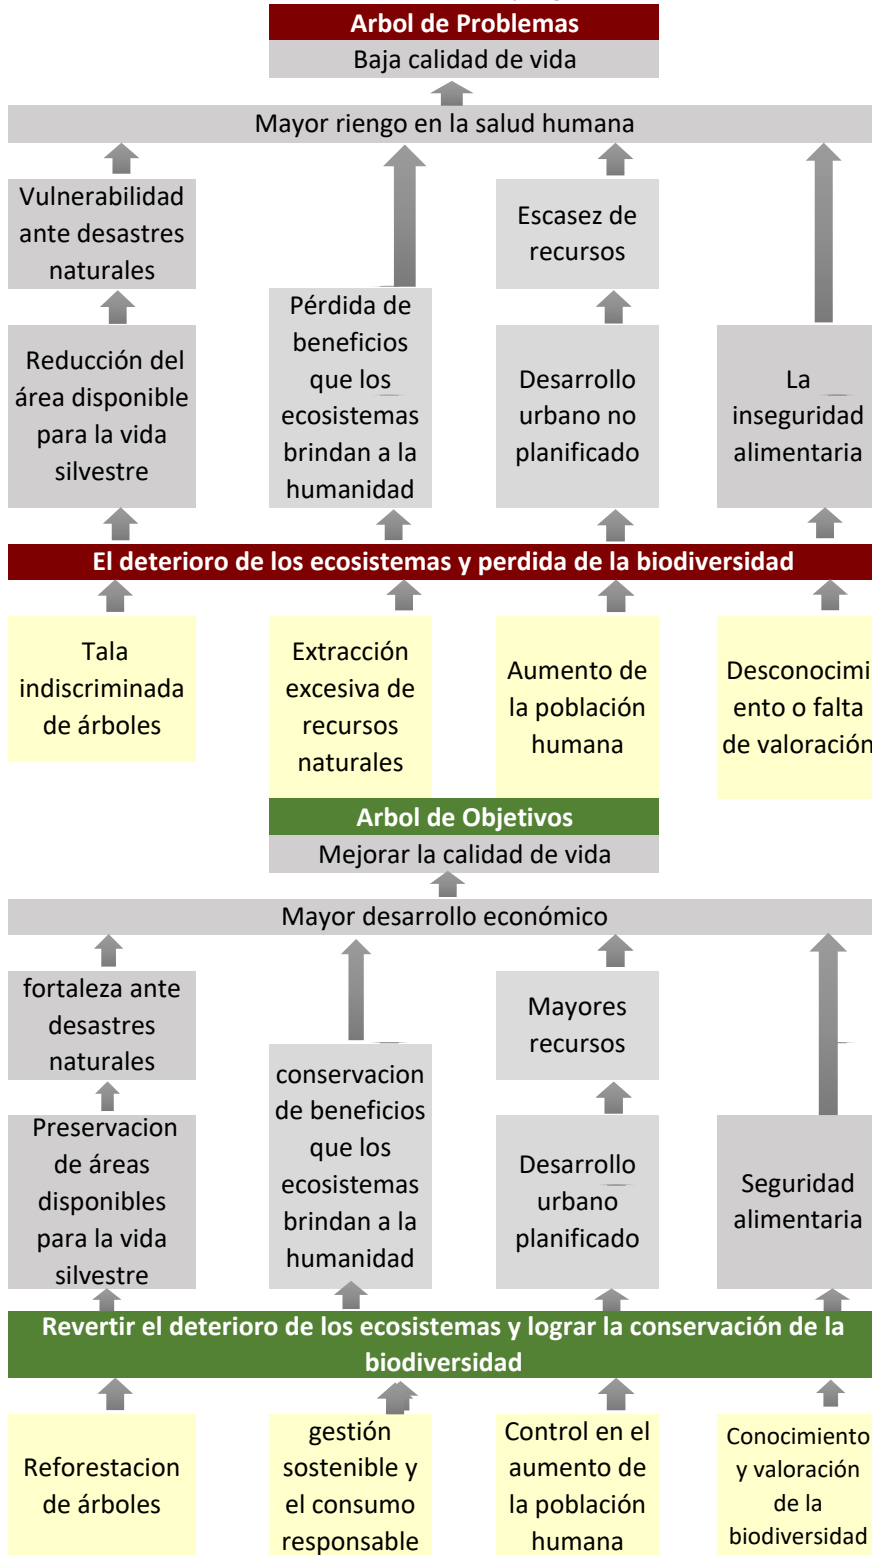 Arbol de Problemas
Baja calidad de vida
Mayor riengo en la salud humana
Vulnerabilidad
ante desastres
naturales
Escasez de
recursos
Reducción del
área disponible
para la vida
silvestre
Pérdida de
beneficios
que los
ecosistemas
brindan a la
humanidad
Desarrollo
urbano no
planificado
La
inseguridad
alimentaria
El deterioro de los ecosistemas y perdida de la biodiversidad
Tala
indiscriminada
de árboles
Extracción
excesiva de
recursos
naturales
Aumento de
la población
humana
Desconocimi
ento o falta
de valoración
Arbol de Objetivos
Mejorar la calidad de vida
Mayor desarrollo económico
fortaleza ante
desastres
naturales
Mayores
recursos
Preservacion
de áreas
disponibles
para la vida
silvestre
conservacion
de beneficios
que los
ecosistemas
brindan a la
humanidad
Desarrollo
urbano
planificado
Seguridad
alimentaria
Revertir el deterioro de los ecosistemas y lograr la conservación de la
biodiversidad
Reforestacion
de árboles
gestión
sostenible y
el consumo
responsable
Control en el
aumento de
la población
humana
Conocimiento
y valoración
de la
biodiversidad